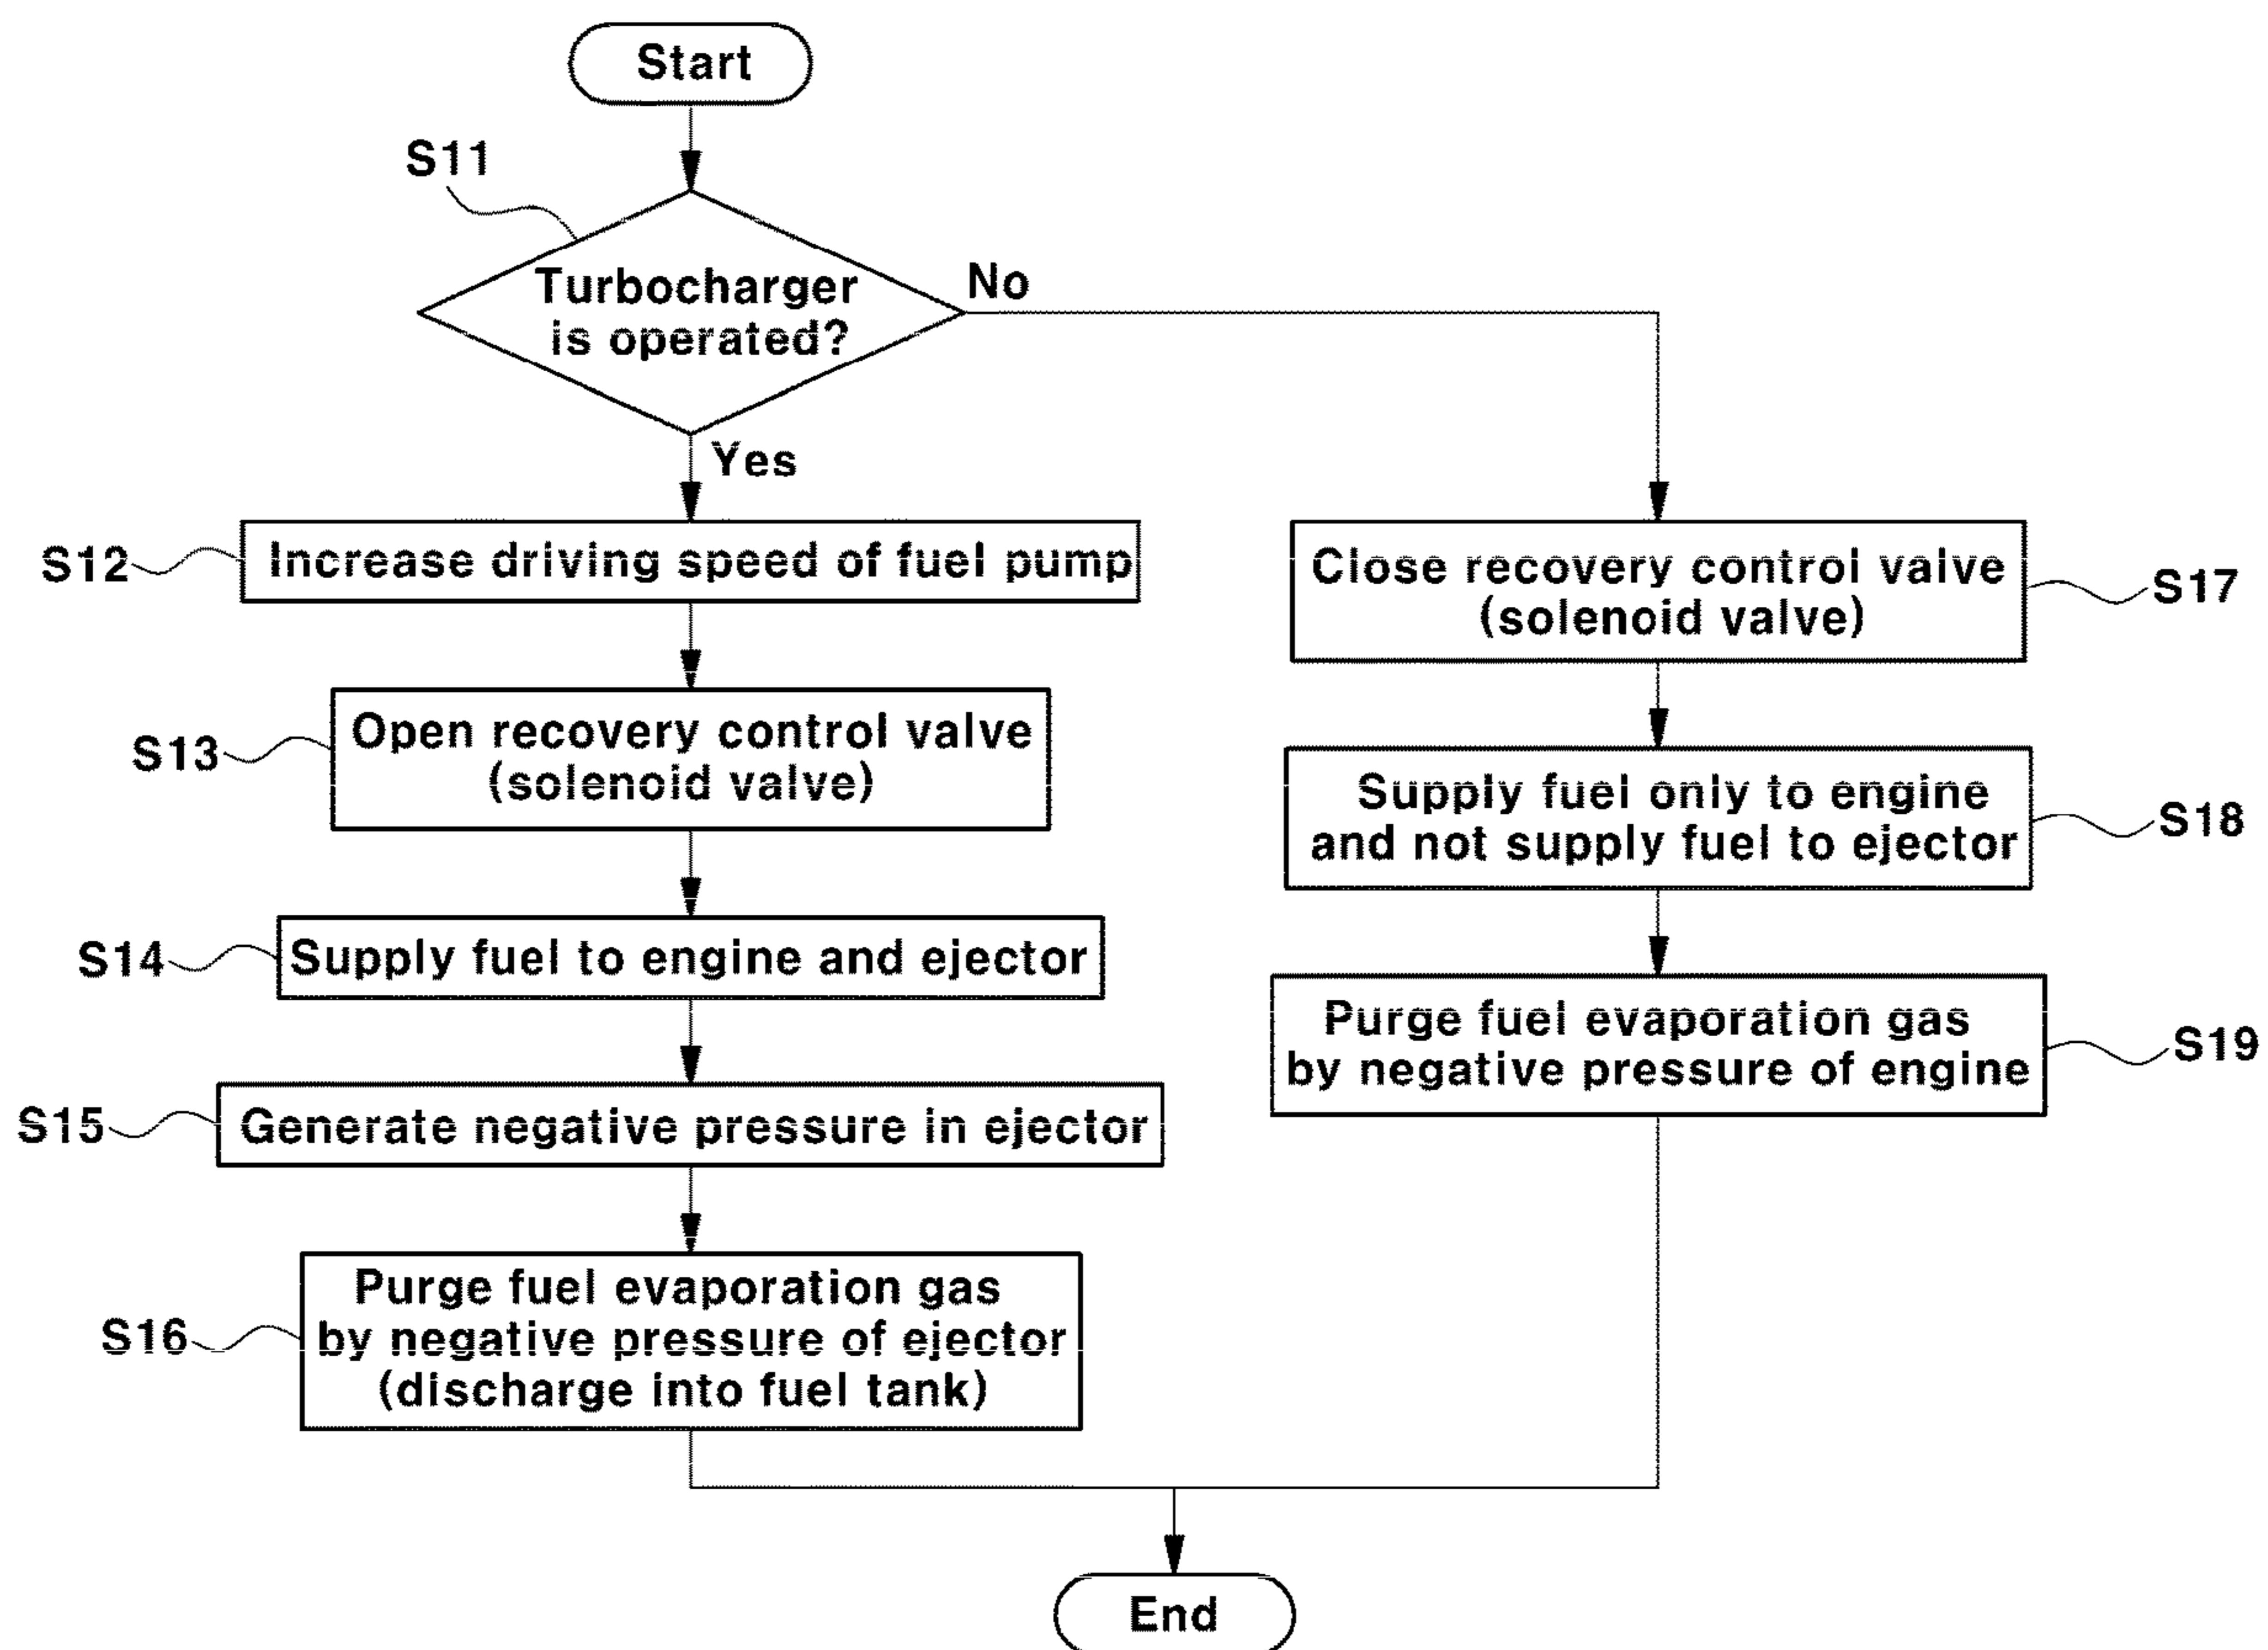 Start
S11
Turbocharger
is operated?
No
Yes
S12
Increase driving speed of fuel pump
S13
Open recovery control valve
(solenoid valve)
S14
Supply fuel to engine and ejector
S15
Generate negative pressure in ejector
S16
Purge fuel evaporation gas
by negative pressure of ejector
(discharge into fuel tank)
Close recovery control valve
(solenoid valve)
S17
Supply fuel only to engine
and not supply fuel to ejector
S18
Purge fuel evaporation gas
by negative pressure of engine
S19
End